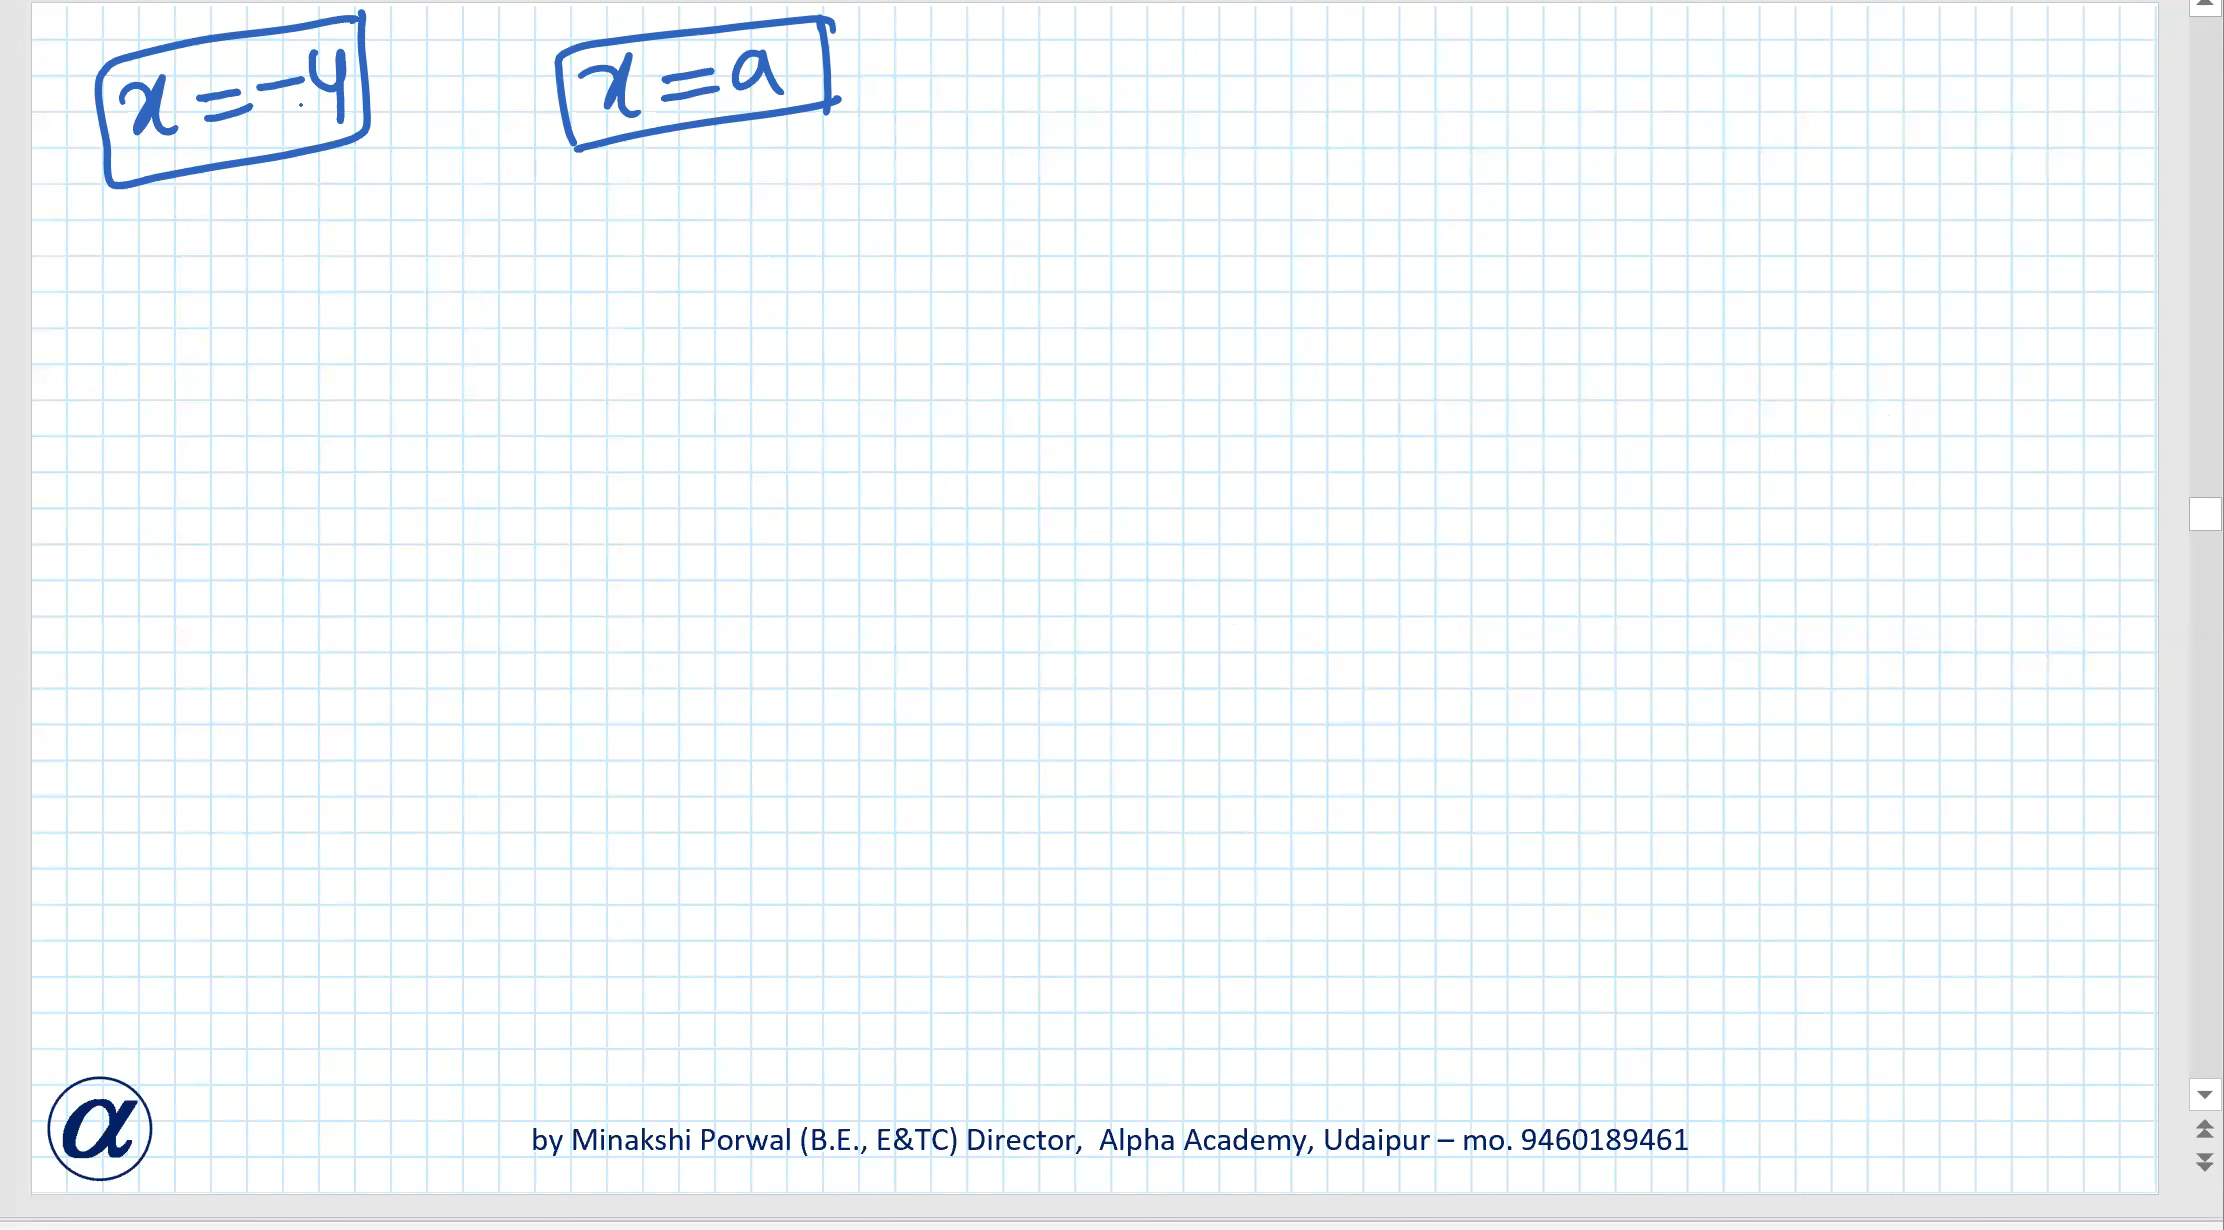 x = -4 x = a
α
by Minakshi Porwal (B.E., E&TC) Director, Alpha Academy, Udaipur – mo. 9460189461